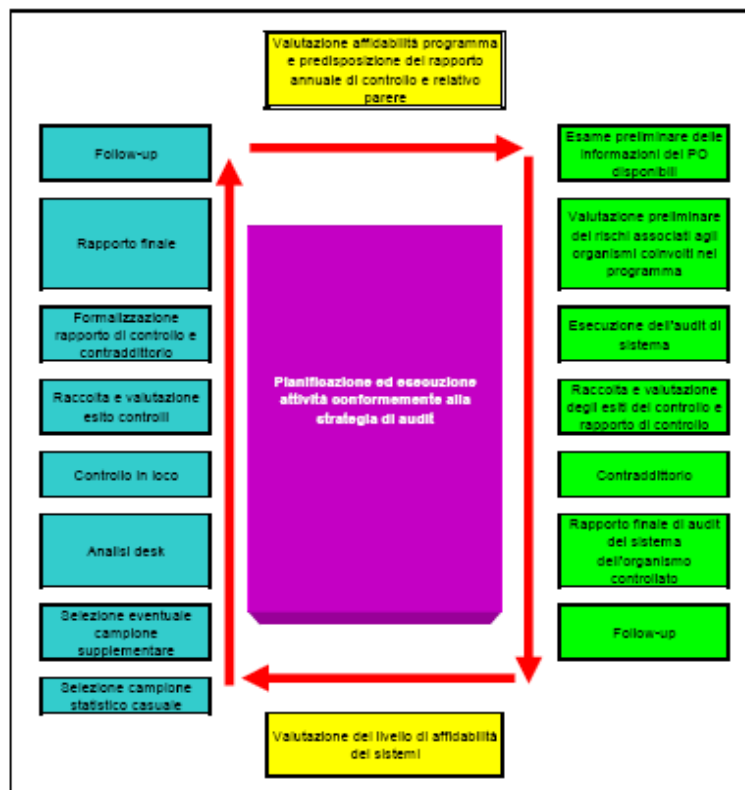 Valutazione affidabilità programma
e predisposizione del rapporto
annuale di controllo e relativo
parere
Follow-up
Rapporto finale
Formalizzazione
rapporto di controllo e
contraddittorio
Raccolta e valutazione
esito controlli
Controllo in loco
Analisi desk
Selezione eventuale
campione
supplementare
Selezione campione
statistico casuale
Planificazione ed esecuzione
attività conformemente alla
strategia di audit
Esame preliminare delle
informazioni del PO
disponibili
Valutazione preliminare
dei rischi associati agli
organismi coinvolti nel
programma
Esecuzione dell'audit di
sistema
Raccolta e valutazione
degli esiti del controllo e
rapporto di controllo
Contraddittorio
Rapporto finale di audit
del sistema
dell'organismo
controllato
Follow-up
Valutazione del livello di affidabilità
dei sistemi